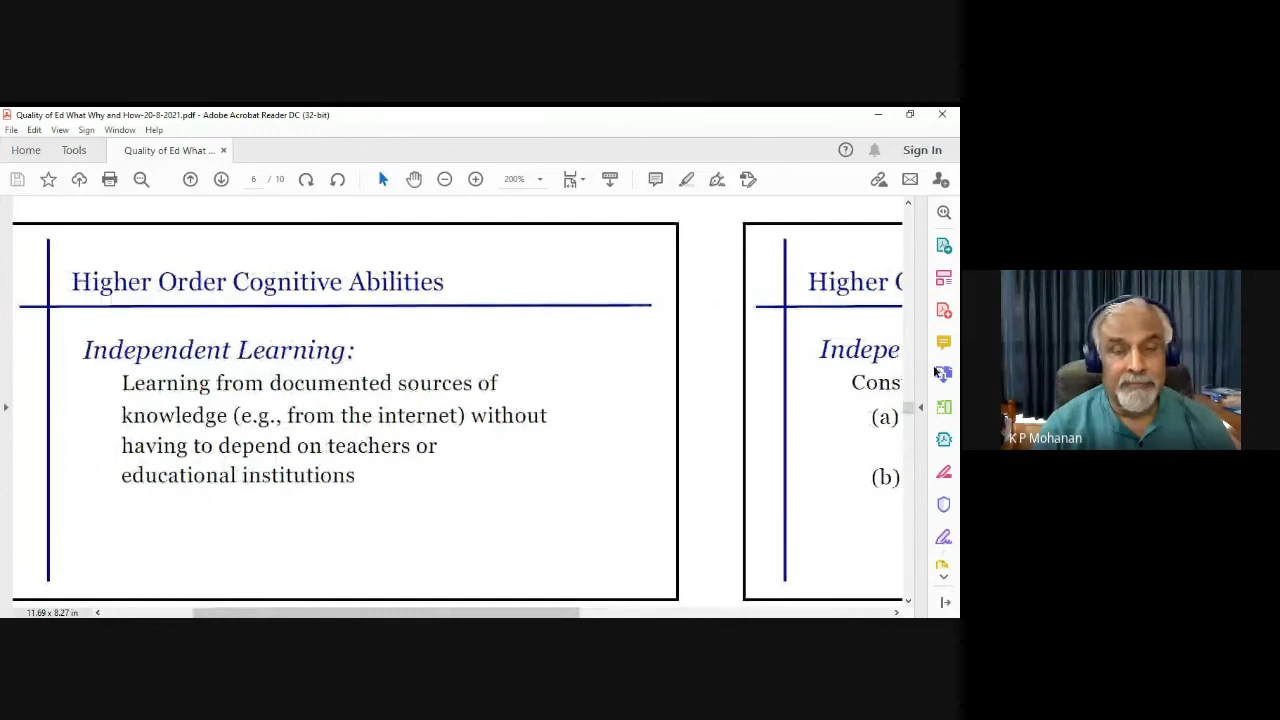 Quality of Ed What Why and How-20-8-2021.pdf - Adobe Acrobat Reader DC (32-bit)
File Edit View Sign Window Help
Home Tools Quality of Ed What ... × Sign In
6 / 10 200%
Higher Order Cognitive Abilities
Independent Learning:
Learning from documented sources of
knowledge (e.g., from the internet) without
having to depend on teachers or
educational institutions
Higher
(a)
(b)
11.69 x 8.27 in
K P Mohanan